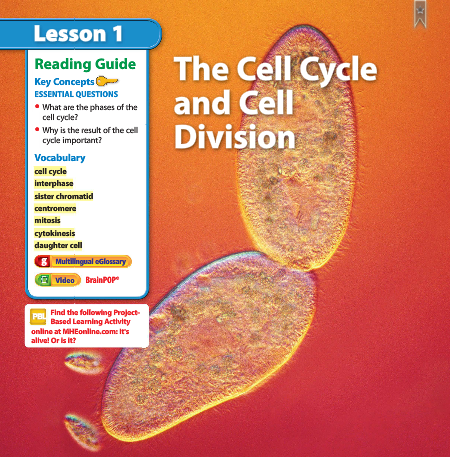 Lesson 1
Reading Guide
Key Concepts
ESSENTIAL QUESTIONS
• What are the phases of the
cell cycle?
• Why is the result of the cell
cycle important?
Vocabulary
cell cycle
interphase
sister chromatid
centromere
mitosis
cytokinesis
daughter cell
g Multilingual eGlossary
Video BrainPOP®
PBL Find the following Project-
Based Learning Activity
online at MHEonline.com: It's
alive! Or is it?
The Cell Cycle
and Cell
Division